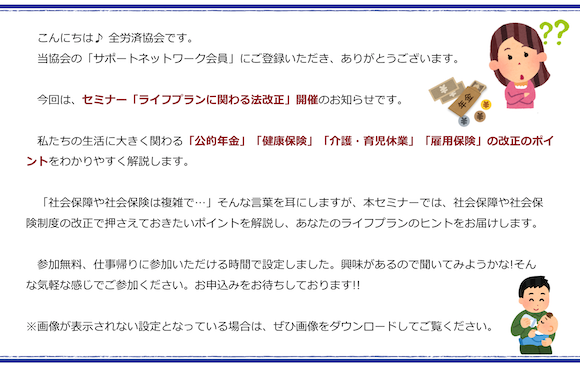 こんにちは♪ 全労済協会です。
当協会の「サポートネットワーク会員」にご登録いただき、ありがとうございます。
今回は、セミナー「ライフプランに関わる法改正」開催のお知らせです。
私たちの生活に大きく関わる「公的年金」「健康保険」「介護・育児休業」「雇用保険」の改正のポイ
ントをわかりやすく解説します。
「社会保障や社会保険は複雑で…」そんな言葉を耳にしますが、本セミナーでは、社会保障や社会保
険制度の改正で押さえておきたいポイントを解説し、あなたのライフプランのヒントをお届けします。
参加無料、仕事帰りに参加いただける時間で設定しました。興味があるので聞いてみようかな!そん
な気軽な感じでご参加ください。お申込みをお待ちしております!!
※画像が表示されない設定となっている場合は、ぜひ画像をダウンロードしてご覧ください。
??
年金
¥
¥
¥